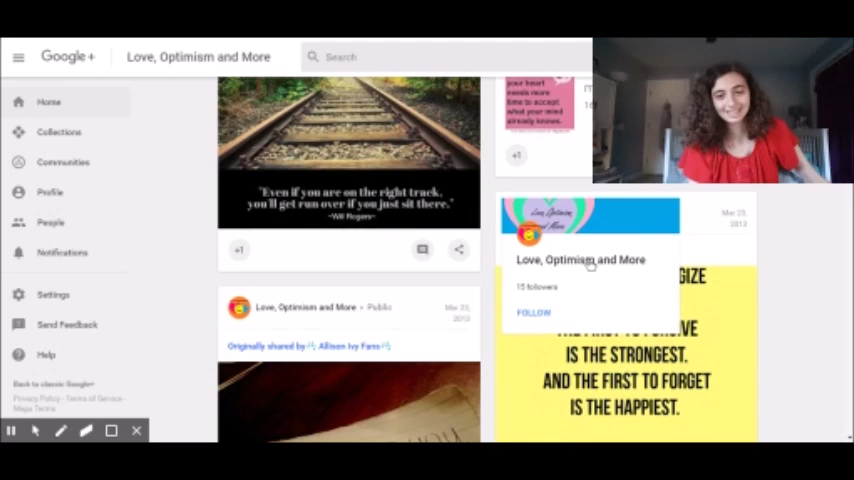 Google+
Love, Optimism and More
Search
Home
Collections
Communities
Profile
People
Notifications
Settings
Send Feedback
Help
Back to classic Google+
Privacy Policy - Terms of Service -
Maps Terms
"Even if you are on the right track,
you'll get run over if you just sit there."
~Will Rogers~
+1
Love, Optimism and More > Public
Mar 23,
2013
Originally shared by Allison Ivy Fans
your heart
needs more
time to accept
what your mind
already knows.
+1
Love, Optimism
and More
Mar 23,
2013
Love, Optimism and More
15 followers
FOLLOW
GIZE
IS THE STRONGEST.
AND THE FIRST TO FORGET
IS THE HAPPIEST.